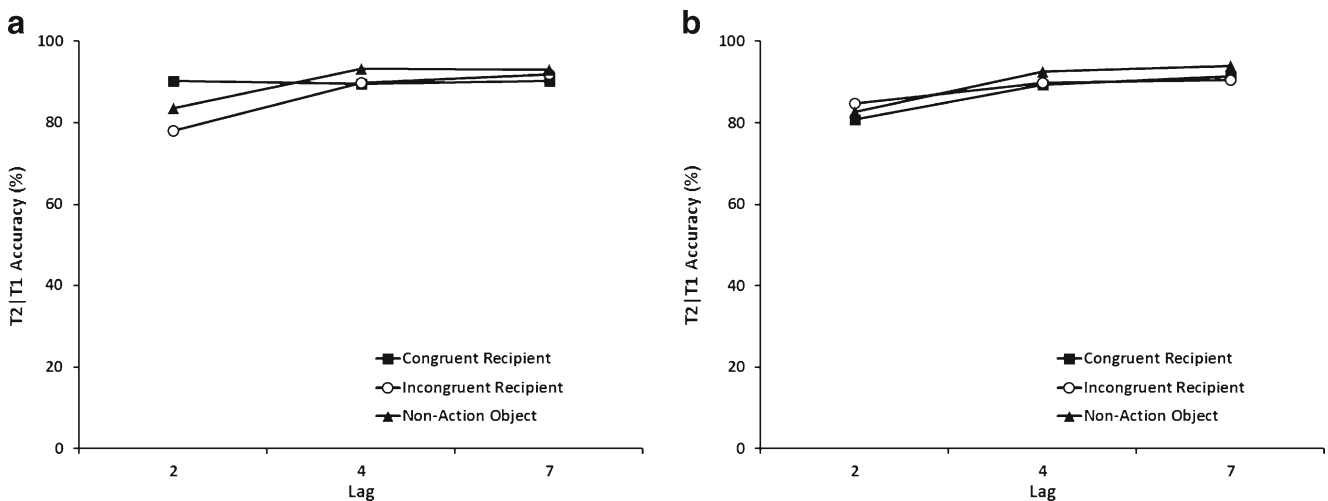 a
100
80
60
40
20
0
T2|T1 Accuracy (%)
2 4 7
Lag
Congruent Recipient
Incongruent Recipient
Non-Action Object
b
100
80
60
40
20
0
T2|T1 Accuracy (%)
2 4 7
Lag
Congruent Recipient
Incongruent Recipient
Non-Action Object